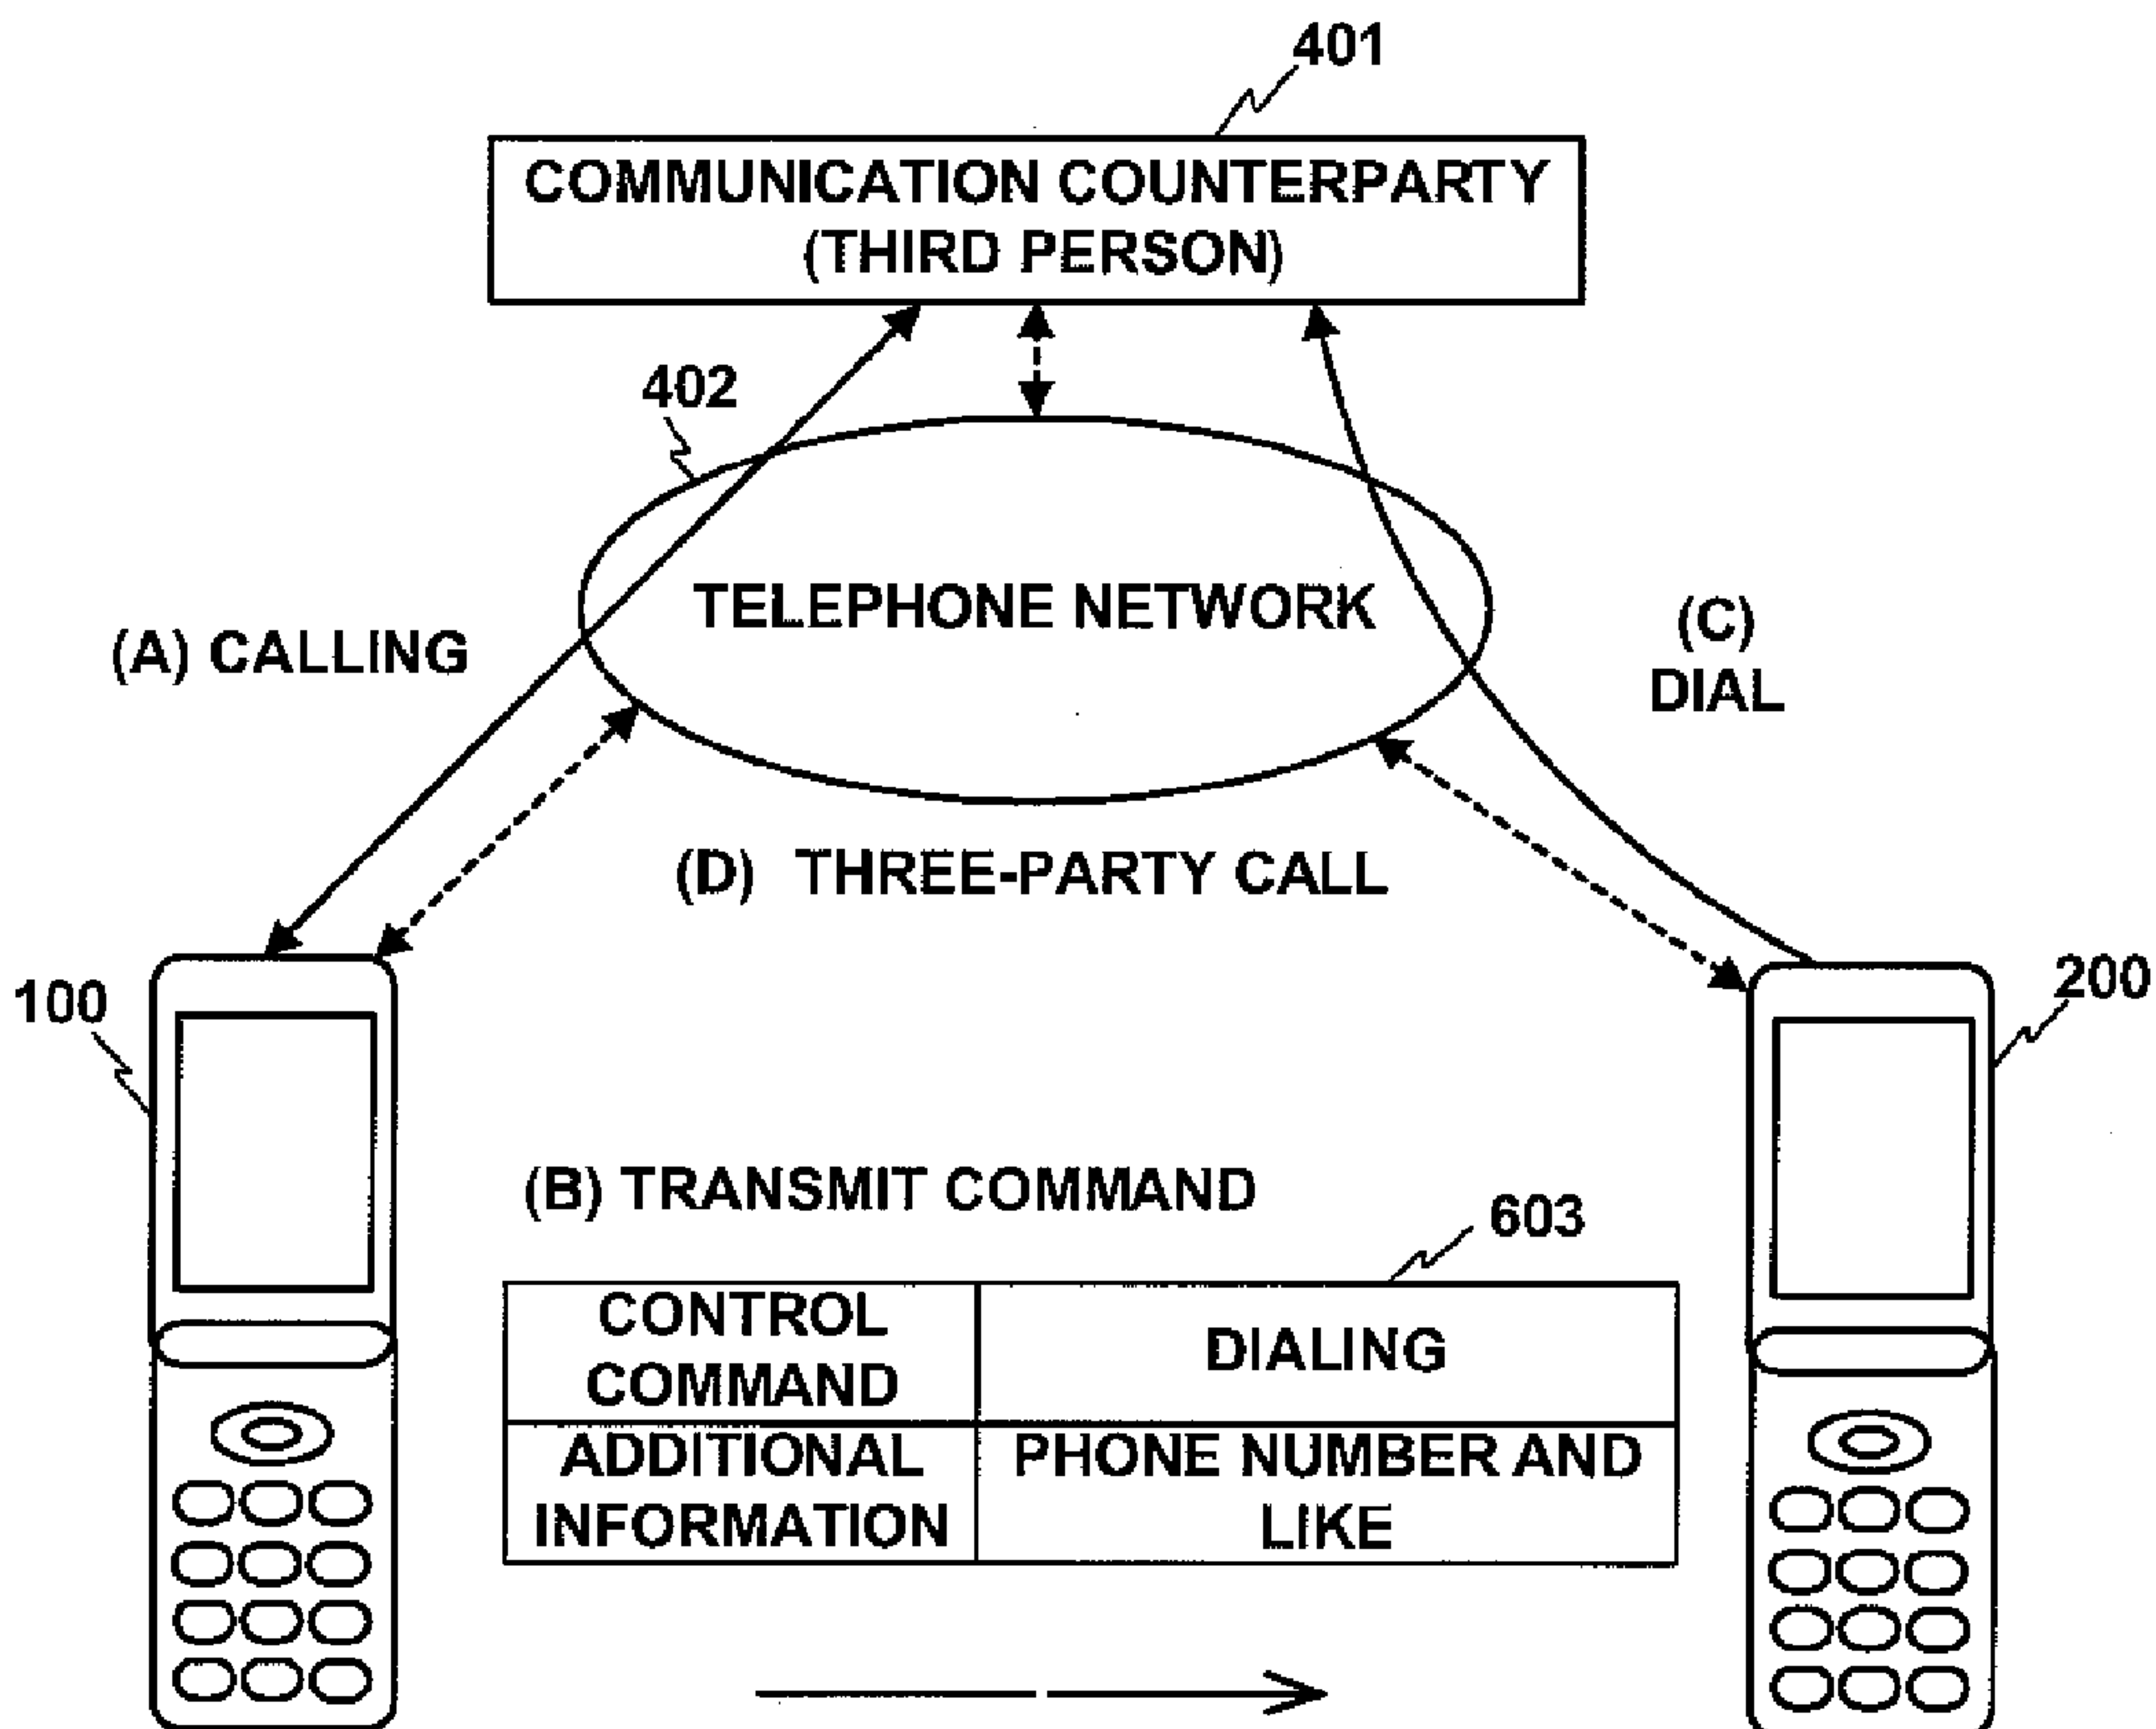 401
COMMUNICATION COUNTERPARTY
(THIRD PERSON)
402
TELEPHONE NETWORK
(A) CALLING
(C)
DIAL
(D) THREE-PARTY CALL
100
200
(B) TRANSMIT COMMAND
603
CONTROL
COMMAND
DIALING
ADDITIONAL
INFORMATION
PHONE NUMBER AND
LIKE